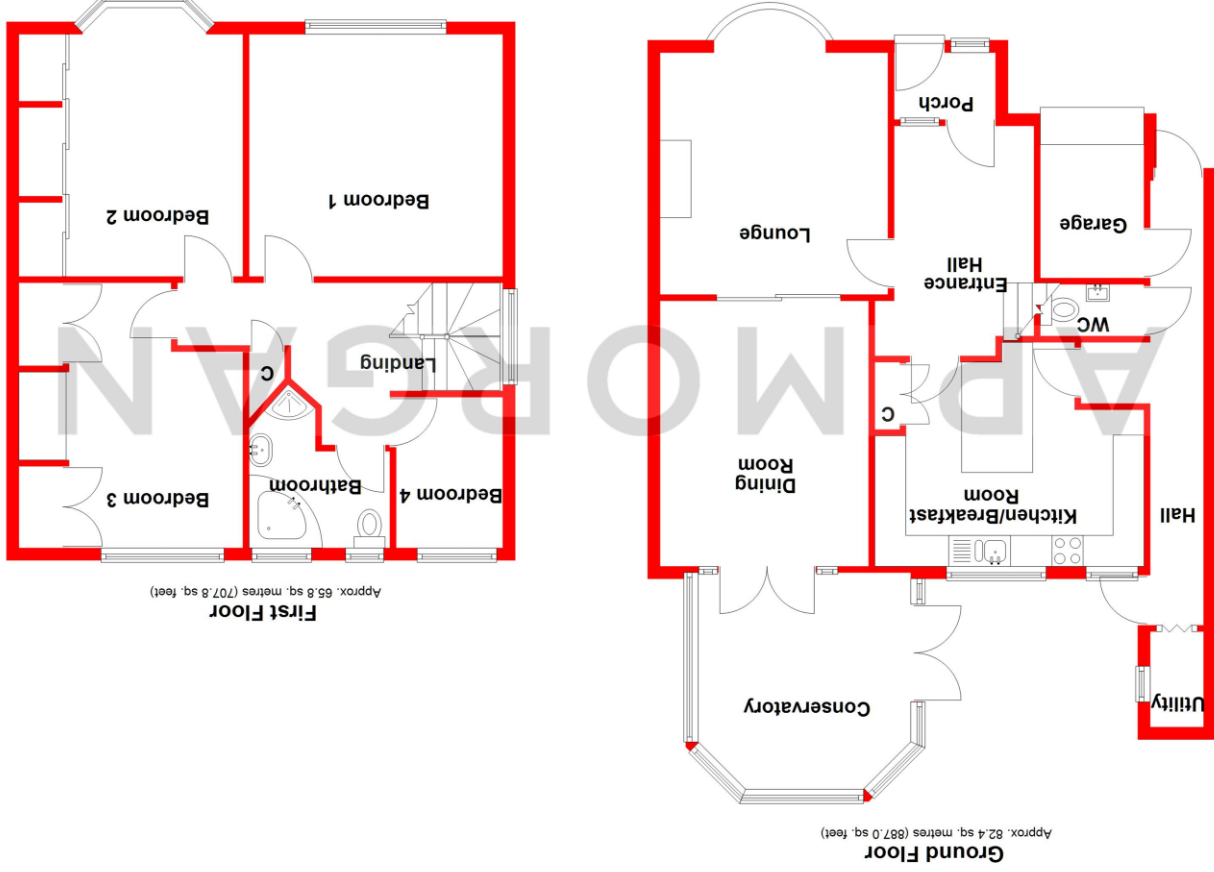 Ground Floor
Approx. 82.4 sq. metres (887.0 sq. feet)
Utility
Conservatory
Hall
Kitchen/Breakfast
Room
Dining
Room
C
WC
Entrance
Hall
Garage
Lounge
Porch
First Floor
Approx. 65.8 sq. metres (707.8 sq. feet)
Bedroom
4
Bathroom
Bedroom 3
Landing
C
Bedroom 1
Bedroom 2
APMORGAN